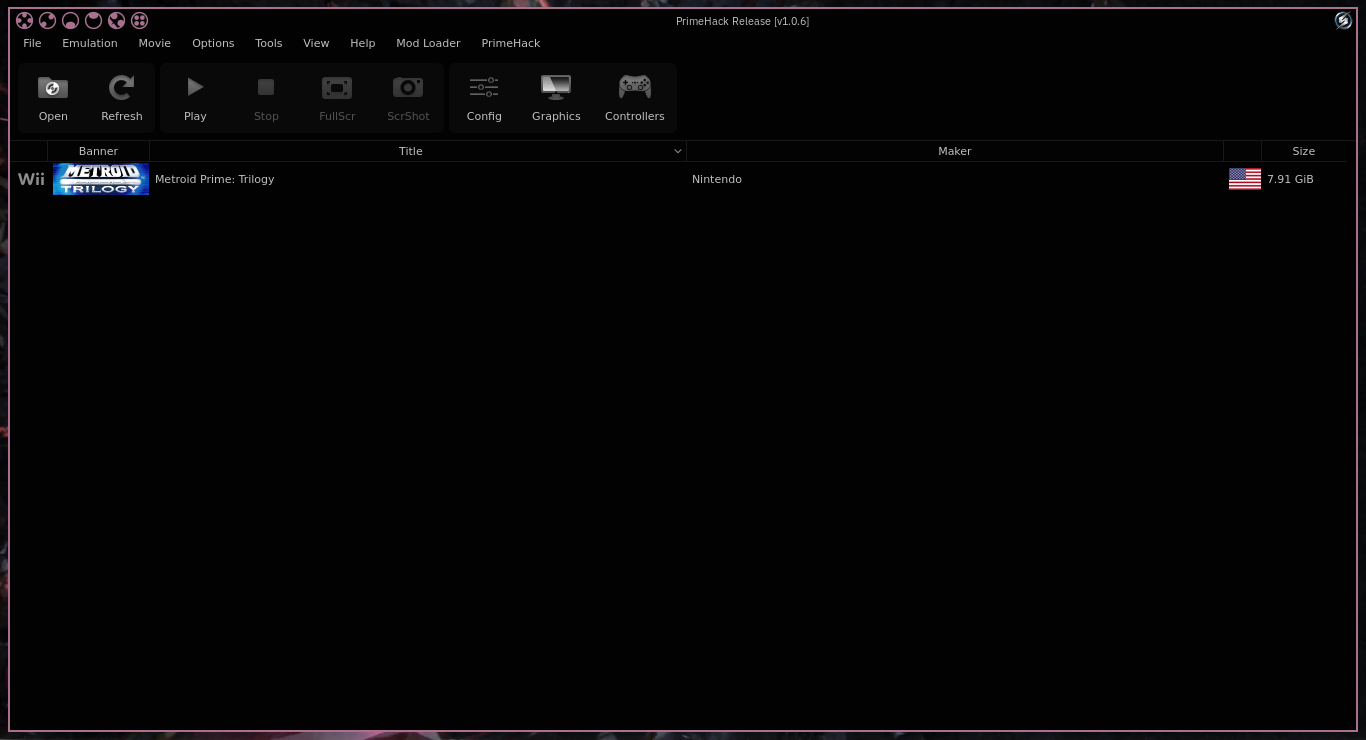 PrimeHack Release [v1.0.6]
File Emulation Movie Options Tools View Help Mod Loader PrimeHack
Open Refresh Play Stop FullScr ScrShot Config Graphics Controllers
Banner Title Maker Size
Wii METROID TRILOGY Metroid Prime: Trilogy Nintendo 7.91 GiB